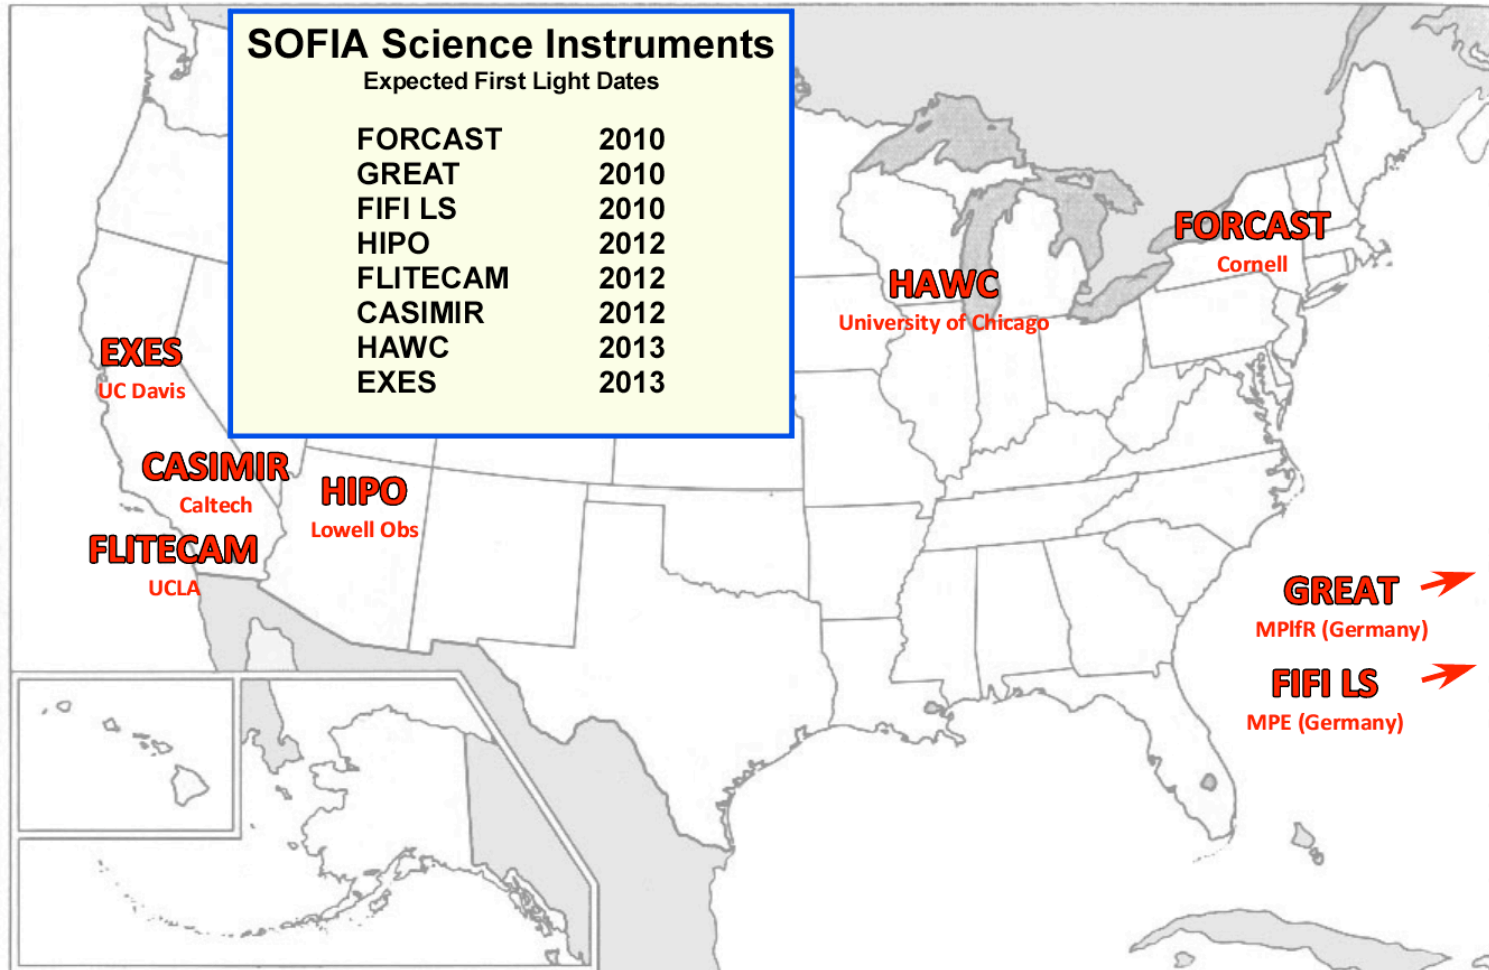 SOFIA Science Instruments
Expected First Light Dates
FORCAST 2010
GREAT 2010
FIFI LS 2010
HIPO 2012
FLITECAM 2012
CASIMIR 2012
HAWC 2013
EXES 2013
FORCAST
Cornell
HAWC
University of Chicago
EXES
UC Davis
CASIMIR
Caltech
HIPO
Lowell Obs
FLITECAM
UCLA
GREAT
MPIfR (Germany)
FIFI LS
MPE (Germany)